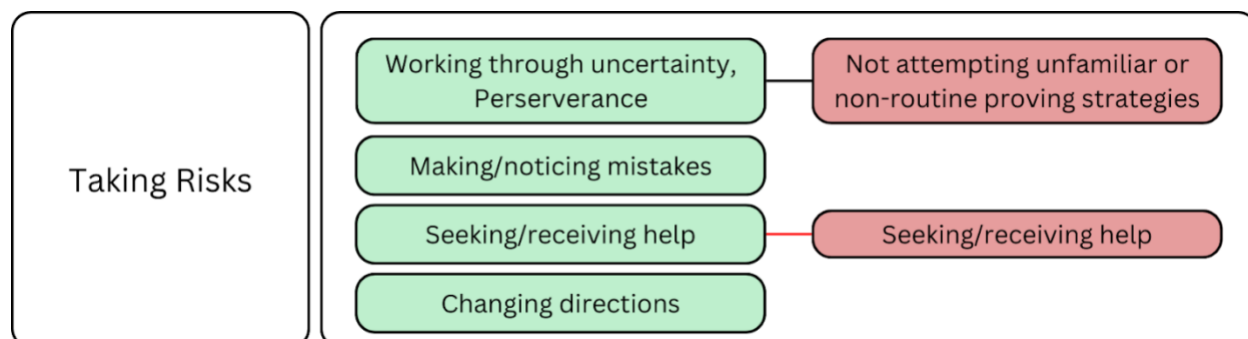 Taking Risks
Working through uncertainty,
Perserverance
Not attempting unfamiliar or
non-routine proving strategies
Making/noticing mistakes
Seeking/receiving help
Seeking/receiving help
Changing directions